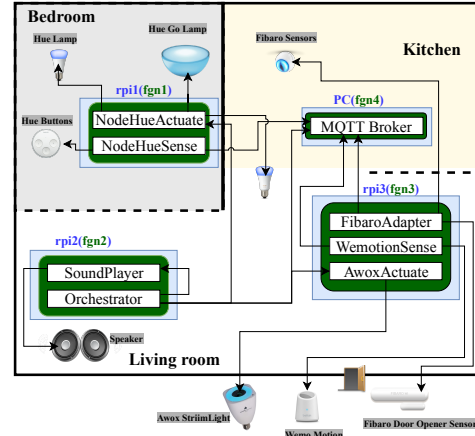 Bedroom
Hue Lamp
Hue Go Lamp
Fibaro Sensors
Kitchen
rpi1(fgn1)
PC(fgn4)
NodeHueActuate
MQTT Broker
Hue Buttons
NodeHueSense
rpi3(fgn3)
FibaroAdapter
rpi2(fgn2)
WemotionSense
SoundPlayer
AwoxActuate
Orchestrator
Speaker
Living room
Awox StriimLight
Wemo Motion
Fibaro Door Opener Senser